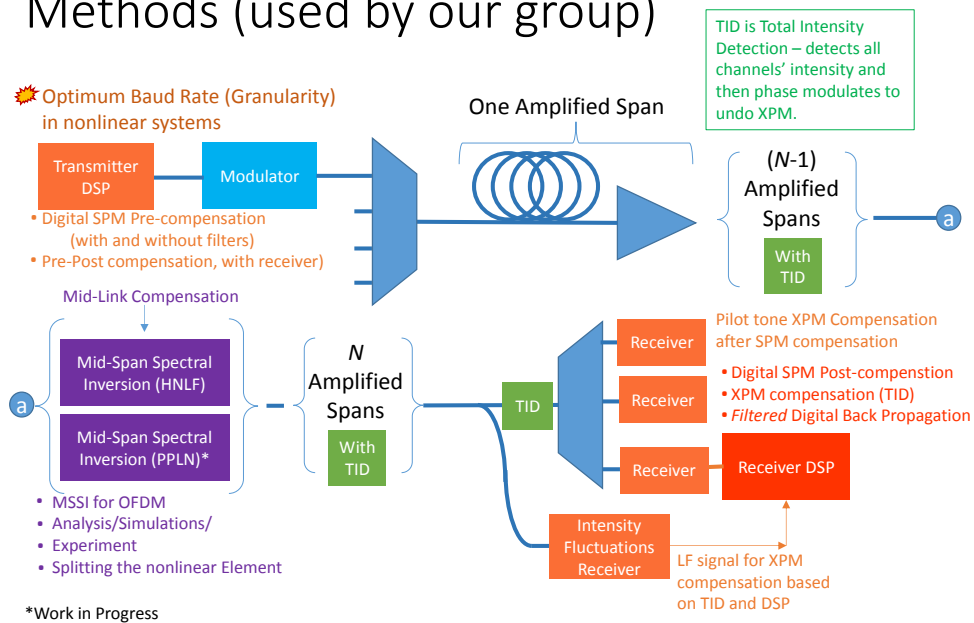 Methods (used by our group)
TID is Total Intensity
Detection – detects all
channels' intensity and
then phase modulates to
undo XPM.
Optimum Baud Rate (Granularity)
in nonlinear systems
One Amplified Span
Transmitter
DSP
Modulator
(N-1)
Amplified
Spans
With
TID
a
• Digital SPM Pre-compensation
(with and without filters)
• Pre-Post compensation, with receiver)
Mid-Link Compensation
a
Mid-Span Spectral
Inversion (HNLF)
Mid-Span Spectral
Inversion (PPLN)*
N
Amplified
Spans
With
TID
TID
Receiver
Receiver
Receiver
Pilot tone XPM Compensation
after SPM compensation
• Digital SPM Post-compenstion
• XPM compensation (TID)
• Filtered Digital Back Propagation
Receiver DSP
• MSSI for OFDM
• Analysis/Simulations/
• Experiment
• Splitting the nonlinear Element
Intensity
Fluctuations
Receiver
LF signal for XPM
compensation based
on TID and DSP
*Work in Progress